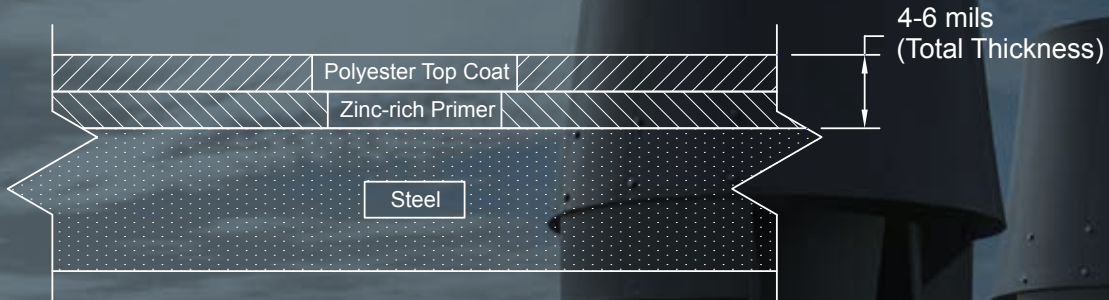 4-6 mils
(Total Thickness)
Polyester Top Coat
Zinc-rich Primer
Steel